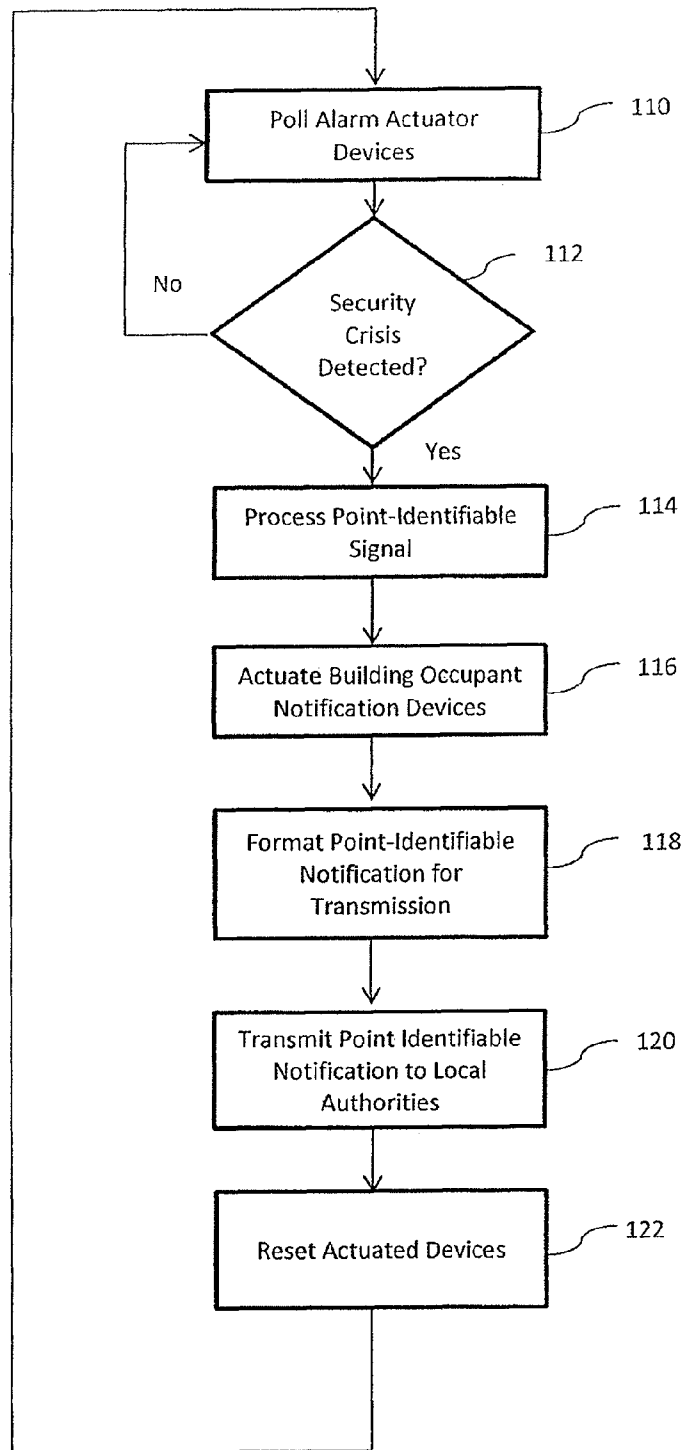 Poll Alarm Actuator
Devices
110
112
No
Security
Crisis
Detected?
Yes
Process Point-Identifiable
Signal
114
Actuate Building Occupant
Notification Devices
116
Format Point-Identifiable
Notification for
Transmission
118
Transmit Point Identifiable
Notification to Local
Authorities
120
Reset Actuated Devices
122